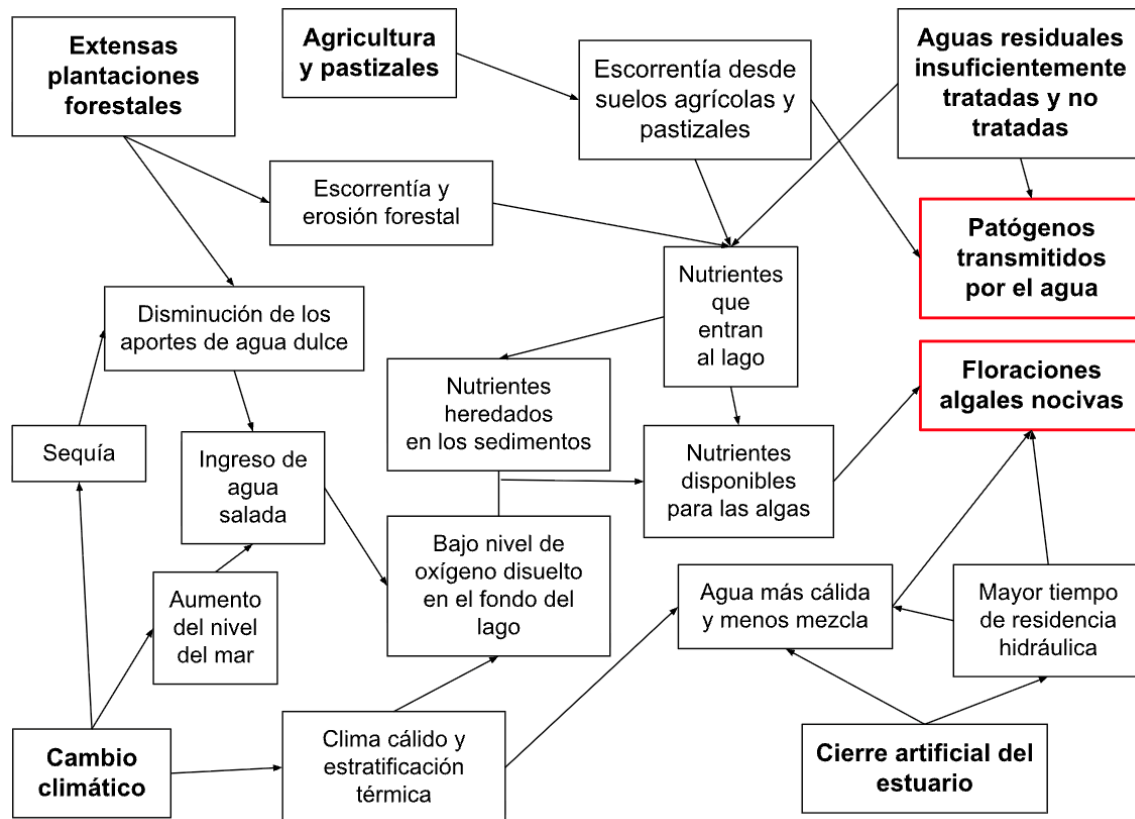 Extensas
plantaciones
forestales
Agricultura
y pastizales
Escorrentía desde
suelos agrícolas y
pastizales
Aguas residuales
insuficientemente
tratadas y no
tratadas
Escorrentía y
erosión forestal
Patógenos
transmitidos
por el agua
Nutrientes
que
entran
al lago
Disminución de los
aportes de agua dulce
Floraciones
algales nocivas
Nutrientes
heredados
en los sedimentos
Sequía
Ingreso de
agua
salada
Nutrientes
disponibles
para las algas
Bajo nivel de
oxígeno disuelto
en el fondo del
lago
Aumento
del nivel
del mar
Agua más cálida
y menos mezcla
Mayor tiempo
de residencia
hidráulica
Cambio
climático
Clima cálido y
estratificación
térmica
Cierre artificial del
estuario